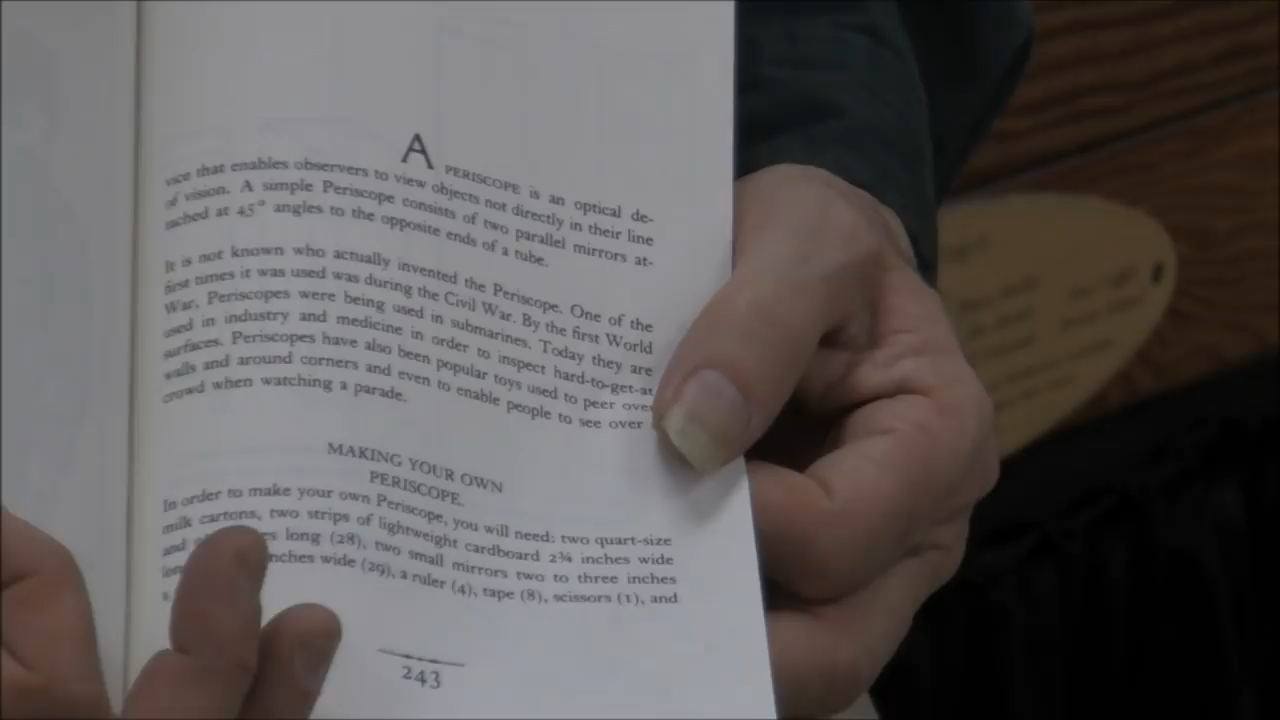 A PERISCOPE is an optical de-
vice that enables observers to view objects not directly in their line
of vision. A simple Periscope consists of two parallel mirrors at-
tached at 45° angles to the opposite ends of a tube.
It is not known who actually invented the Periscope. One of the
first times it was used was during the Civil War. By the first World
War, Periscopes were being used in submarines. Today they are
used in industry and medicine in order to inspect hard-to-get-at
surfaces. Periscopes have also been popular toys used to peer over
walls and around corners and even to enable people to see over
crowd when watching a parade.
MAKING YOUR OWN
PERISCOPE.
In order to make your own Periscope, you will need: two quart-size
milk cartons, two strips of lightweight cardboard 2¾ inches wide
and long (28), two small mirrors two to three inches
inches wide (29), a ruler (4), tape (8), scissors (1), and
243